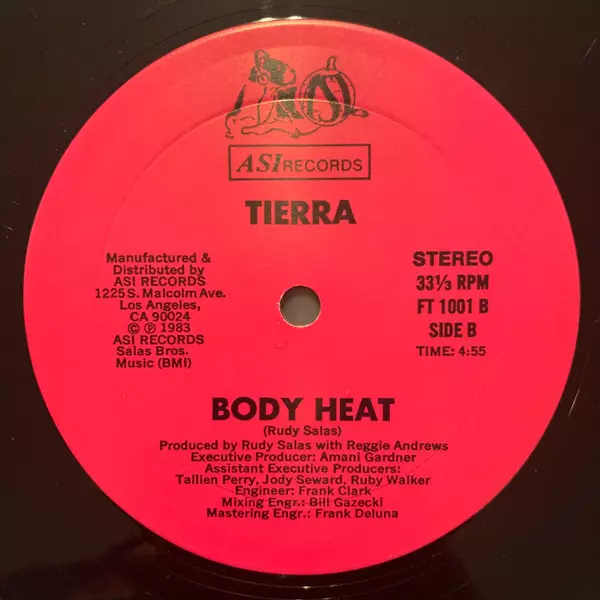 ASI
ASI RECORDS
TIERRA
Manufactured &
Distributed by
ASI RECORDS
1225 S. Malcolm Ave.
Los Angeles,
CA 90024
© ℗ 1983
ASI RECORDS
Salas Bros.
Music (BMI)
STEREO
33⅓ RPM
FT 1001 B
SIDE B
TIME: 4:55
BODY HEAT
(Rudy Salas)
Produced by Rudy Salas with Reggie Andrews
Executive Producer: Amani Gardner
Assistant Executive Producers:
Tallien Perry, Jody Seward, Ruby Walker
Engineer: Frank Clark
Mixing Engr.: Bill Gazecki
Mastering Engr.: Frank Deluna